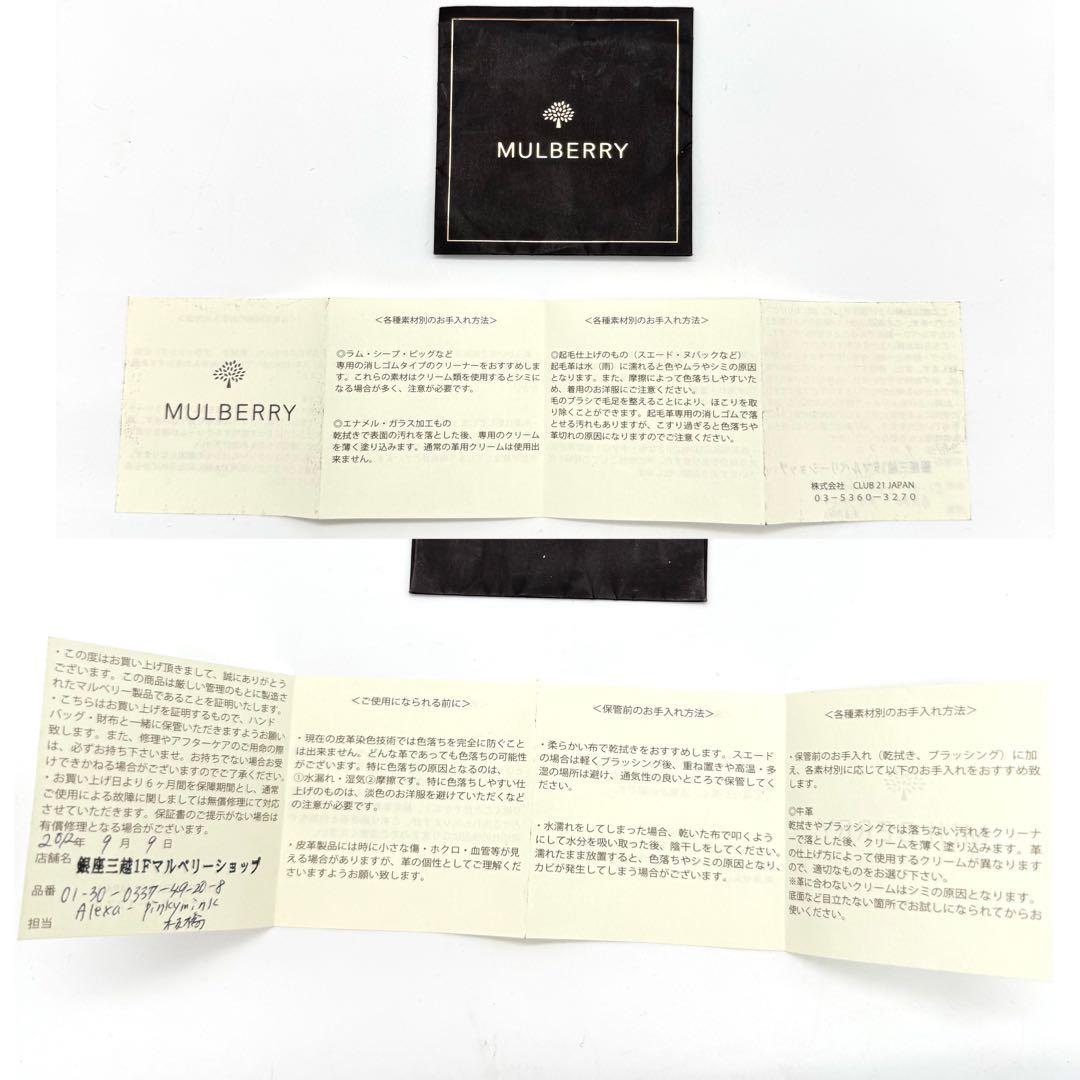 MULBERRY
MULBERRY
＜各種素材別のお手入れ方法＞
◎ラム・シープ・ピッグなど
専用の消しゴムタイプのクリーナーをおすすめしま
す。これらの素材はクリーム類を使用するとシミに
なる場合が多く、注意が必要です。
◎エナメル・ガラス加工もの
乾拭きで表面の汚れを落とした後、専用のクリーム
を薄く塗り込みます。通常の革用クリームは使用出
来ません。
＜各種素材別のお手入れ方法＞
◎起毛仕上げのもの（スエード・ヌバックなど）
起毛革は水（雨）に濡れると色やムラやシミの原因
となります。また、摩擦によって色落ちしやすいた
め、着用のお洋服にご注意ください。
毛のブラシで毛足を整えることにより、ほこりを取
り除くことができます。起毛革専用の消しゴムで落
とせる汚れもありますが、こすり過ぎると色落ちや
革切れの原因になりますのでご注意ください。
株式会社　CLUB 21 JAPAN
０３-５３６０-３２７０
・この度はお買い上げ頂きまして、誠にありがとう
ございます。この商品は厳しい管理のもとに製造さ
れたマルベリー製品であることを証明いたします。
・こちらはお買い上げを証明するもので、ハンド
バッグ・財布と一緒に保管いただきますようお願い
致します。また、修理やアフターケアのご用命の際
は、必ずお持ち下さいませ。お持ちでない場合お受
けできかねる場合がございますのでご了承ください。
・お買い上げ日より６ヶ月間を保障期間とし、通常
ご使用による故障に関しましては無償修理にて対応
させていただきます。保証書のご提示がない場合は
有償修理となる場合がございます。
2012年 9月 9日
店舗名 銀座三越1Fマルベリーショップ
品番 01-30-0337-49-20-8
Alexa- pinkymink
担当 板橋
＜ご使用になられる前に＞
・現在の皮革染色技術では色落ちを完全に防ぐこと
は出来ません。どんな革であっても色落ちの可能性
がございます。特に色落ちの原因となるのは、
①水漏れ・湿気②摩擦です。特に色落ちしやすい仕
上げのものは、淡色のお洋服を避けていただくなど
の注意が必要です。
・皮革製品には時に小さな傷・ホクロ・血管等が見
える場合がありますが、革の個性としてご理解くだ
さいますようお願い致します。
＜保管前のお手入れ方法＞
・柔らかい布で乾拭きをおすすめします。スエード
の場合は軽くブラッシング後、重ね置きや高温・多
湿の場所は避け、通気性の良いところで保管してく
ださい。
・水濡れをしてしまった場合、乾いた布で叩くよう
にして水分を吸い取った後、陰干しをしてください。
濡れたまま放置すると、色落ちやシミの原因となり、
カビが発生してしまう場合がございます。
＜各種素材別のお手入れ方法＞
・保管前のお手入れ（乾拭き、ブラッシング）に加
え、各素材別に応じて以下のお手入れをおすすめ致
します。
◎牛革
乾拭きやブラッシングでは落ちない汚れをクリーナ
ーで落とした後、クリームを薄く塗り込みます。革
の仕上げ方によって使用するクリームが異なります
ので、適切なものをお選び下さい。
※革に合わないクリームはシミの原因となります。
底面など目立たない箇所でお試しになられてからお
使いください。